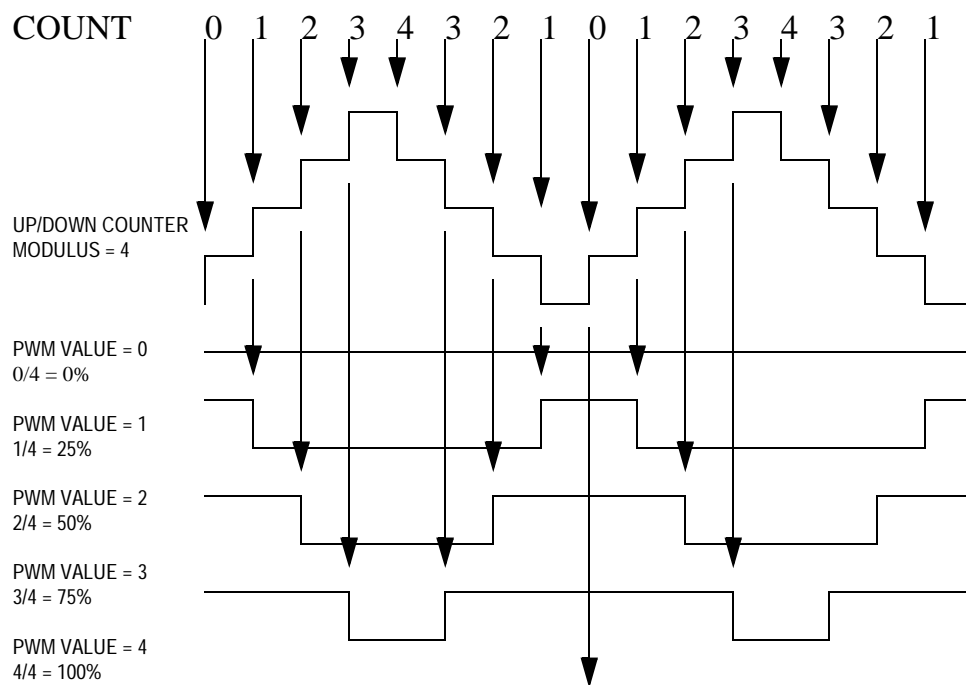 COUNT 0 1 2 3 4 3 2 1 0 1 2 3 4 3 2 1
UP/DOWN COUNTER
MODULUS = 4
PWM VALUE = 0
0/4 = 0%
PWM VALUE = 1
1/4 = 25%
PWM VALUE = 2
2/4 = 50%
PWM VALUE = 3
3/4 = 75%
PWM VALUE = 4
4/4 = 100%